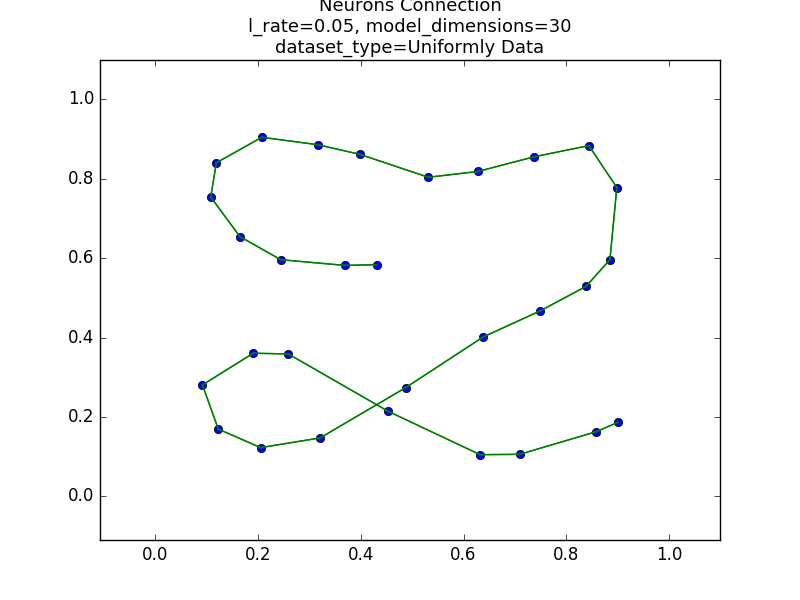 Neurons Connection
l_rate=0.05, model_dimensions=30
dataset_type=Uniformly Data
1.0
0.8
0.6
0.4
0.2
0.0
0.0 0.2 0.4 0.6 0.8 1.0